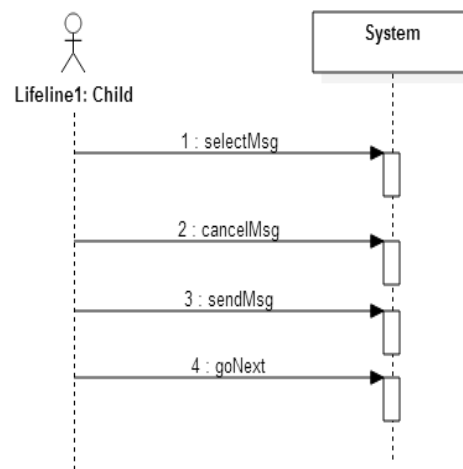 System
Lifeline1: Child
1 : selectMsg
2 : cancelMsg
3 : sendMsg
4 : goNext